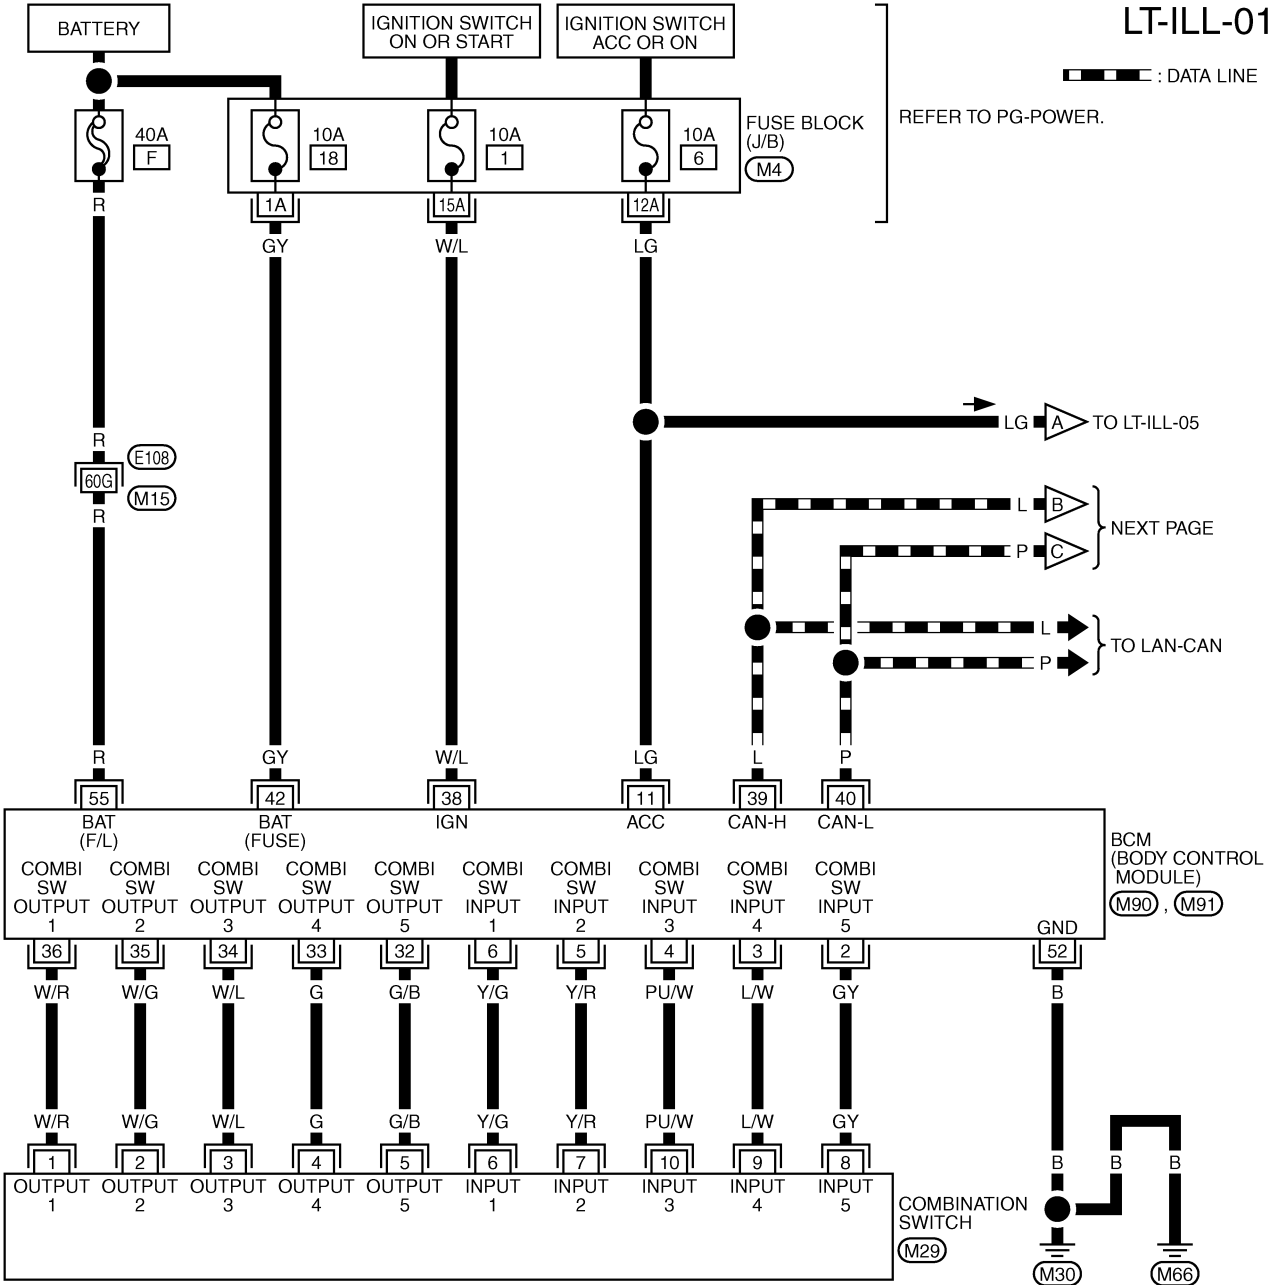 LT-ILL-01
BATTERY
IGNITION SWITCH
ON OR START
IGNITION SWITCH
ACC OR ON
: DATA LINE
REFER TO PG-POWER.
40A
F
10A
18
10A
1
10A
6
FUSE BLOCK
(J/B)
M4
R
1A
15A
12A
GY
W/L
LG
LG
A
TO LT-ILL-05
R
E108
60G
M15
R
L
B
P
C
NEXT PAGE
L
P
TO LAN-CAN
R
GY
W/L
LG
L
P
55
42
38
11
39
40
BAT
(F/L)
BAT
(FUSE)
IGN
ACC
CAN-H
CAN-L
BCM
(BODY CONTROL
MODULE)
M90 , M91
COMBI
SW
OUTPUT
1
COMBI
SW
OUTPUT
2
COMBI
SW
OUTPUT
3
COMBI
SW
OUTPUT
4
COMBI
SW
OUTPUT
5
COMBI
SW
INPUT
1
COMBI
SW
INPUT
2
COMBI
SW
INPUT
3
COMBI
SW
INPUT
4
COMBI
SW
INPUT
5
GND
36
35
34
33
32
6
5
4
3
2
52
W/R
W/G
W/L
G
G/B
Y/G
Y/R
PU/W
L/W
GY
B
W/R
W/G
W/L
G
G/B
Y/G
Y/R
PU/W
L/W
GY
B
B
B
1
2
3
4
5
6
7
10
9
8
OUTPUT
1
OUTPUT
2
OUTPUT
3
OUTPUT
4
OUTPUT
5
INPUT
1
INPUT
2
INPUT
3
INPUT
4
INPUT
5
COMBINATION
SWITCH
M29
M30
M66